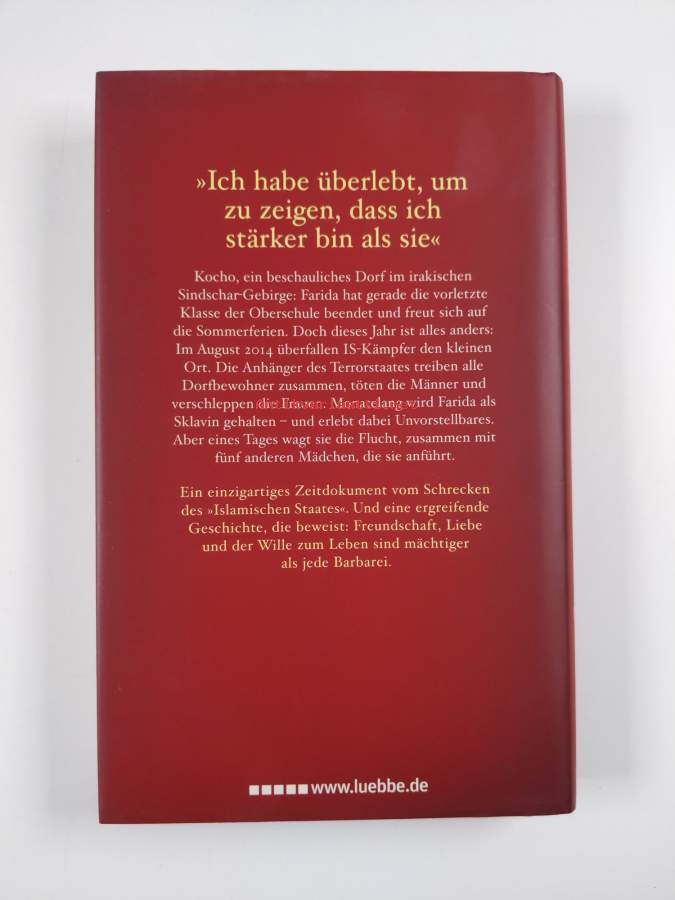 »Ich habe überlebt, um
zu zeigen, dass ich
stärker bin als sie«
Kocho, ein beschauliches Dorf im irakischen
Sindschar-Gebirge: Farida hat gerade die vorletzte
Klasse der Oberschule beendet und freut sich auf
die Sommerferien. Doch dieses Jahr ist alles anders:
Im August 2014 überfallen IS-Kämpfer den kleinen
Ort. Die Anhänger des Terrorstaates treiben alle
Dorfbewohner zusammen, töten die Männer und
verschleppen die Frauen. Monatelang wird Farida als
Sklavin gehalten – und erlebt dabei Unvorstellbares.
Aber eines Tages wagt sie die Flucht, zusammen mit
fünf anderen Mädchen, die sie anführt.
Ein einzigartiges Zeitdokument vom Schrecken
des »Islamischen Staates«. Und eine ergreifende
Geschichte, die beweist: Freundschaft, Liebe
und der Wille zum Leben sind mächtiger
als jede Barbarei.
www.luebbe.de